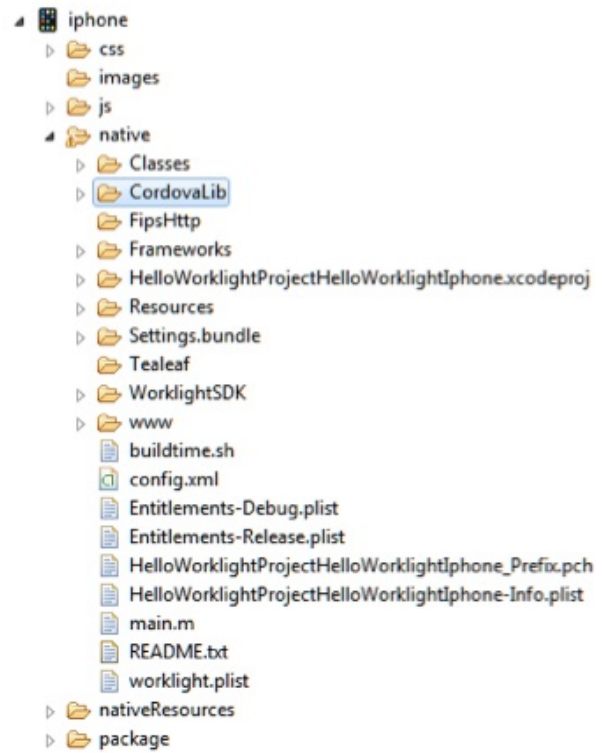 iphone
css
images
js
native
Classes
CordovaLib
FipsHttp
Frameworks
HelloWorklightProjectHelloWorklightIphone.xcodeproj
Resources
Settings.bundle
Tealeaf
WorklightSDK
www
buildtime.sh
config.xml
Entitlements-Debug.plist
Entitlements-Release.plist
HelloWorklightProjectHelloWorklightIphone_Prefix.pch
HelloWorklightProjectHelloWorklightIphone-Info.plist
main.m
README.txt
worklight.plist
nativeResources
package